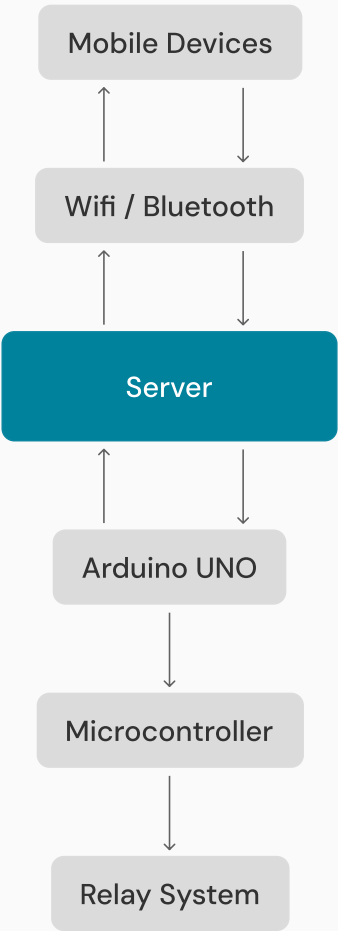 Mobile Devices
Wifi / Bluetooth
Server
Arduino UNO
Microcontroller
Relay System